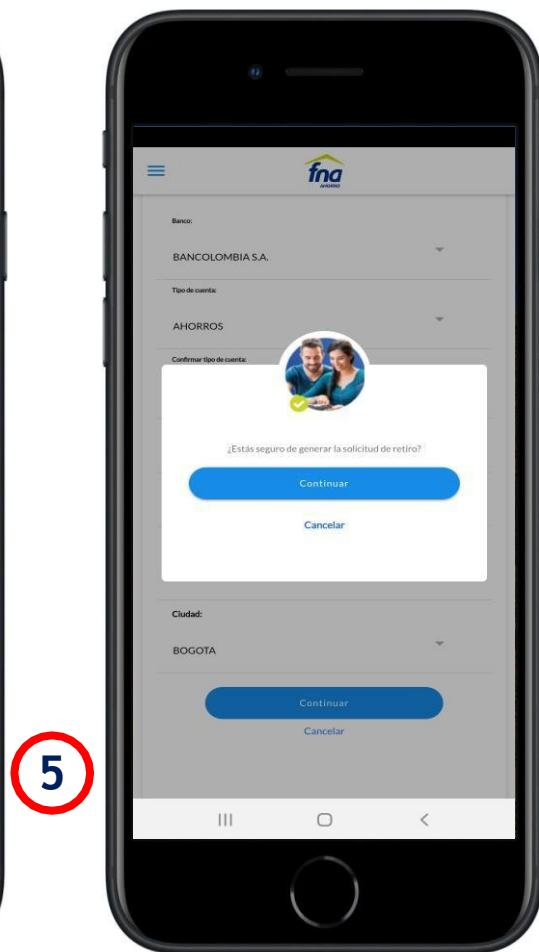 fna
AHORRO
Banco:
BANCOLOMBIA S.A.
Tipo de cuenta:
AHORROS
Confirmar tipo de cuenta:
¿Estás seguro de generar la solicitud de retiro?
Continuar
Cancelar
Ciudad:
BOGOTA
Continuar
Cancelar
5